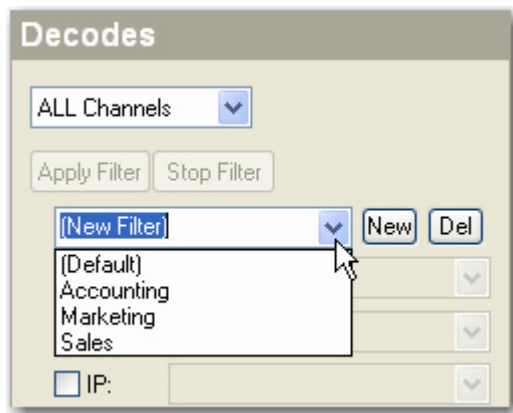 Decodes
ALL Channels
Apply Filter Stop Filter
(New Filter) New Del
(Default)
Accounting
Marketing
Sales
IP: